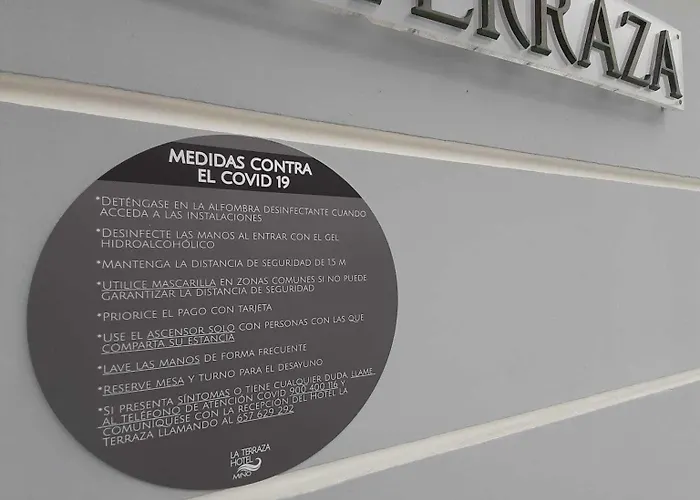 TERRAZA
MEDIDAS CONTRA
EL COVID 19
*DETÉNGASE EN LA ALFOMBRA DESINFECTANTE CUANDO
ACCEDA A LAS INSTALACIONES
*DESINFECTE LAS MANOS AL ENTRAR CON EL GEL
HIDROALCOHÓLICO
*MANTENGA LA DISTANCIA DE SEGURIDAD DE 1.5 M
*UTILICE MASCARILLA EN ZONAS COMUNES SI NO PUEDE
GARANTIZAR LA DISTANCIA DE SEGURIDAD
*PRIORICE EL PAGO CON TARJETA
*USE EL ASCENSOR SOLO CON PERSONAS CON LAS QUE
COMPARTA SU ESTANCIA
*LAVE LAS MANOS DE FORMA FRECUENTE
*RESERVE MESA Y TURNO PARA EL DESAYUNO
*SI PRESENTA SÍNTOMAS O TIENE CUALQUIER DUDA, LLAME
AL TELÉFONO DE ATENCIÓN COVID 900 400 116 Y
COMUNÍQUESE CON LA RECEPCIÓN DEL HOTEL LA
TERRAZA LLAMANDO AL 657 629 292
LA TERRAZA
HOTEL
MIÑO